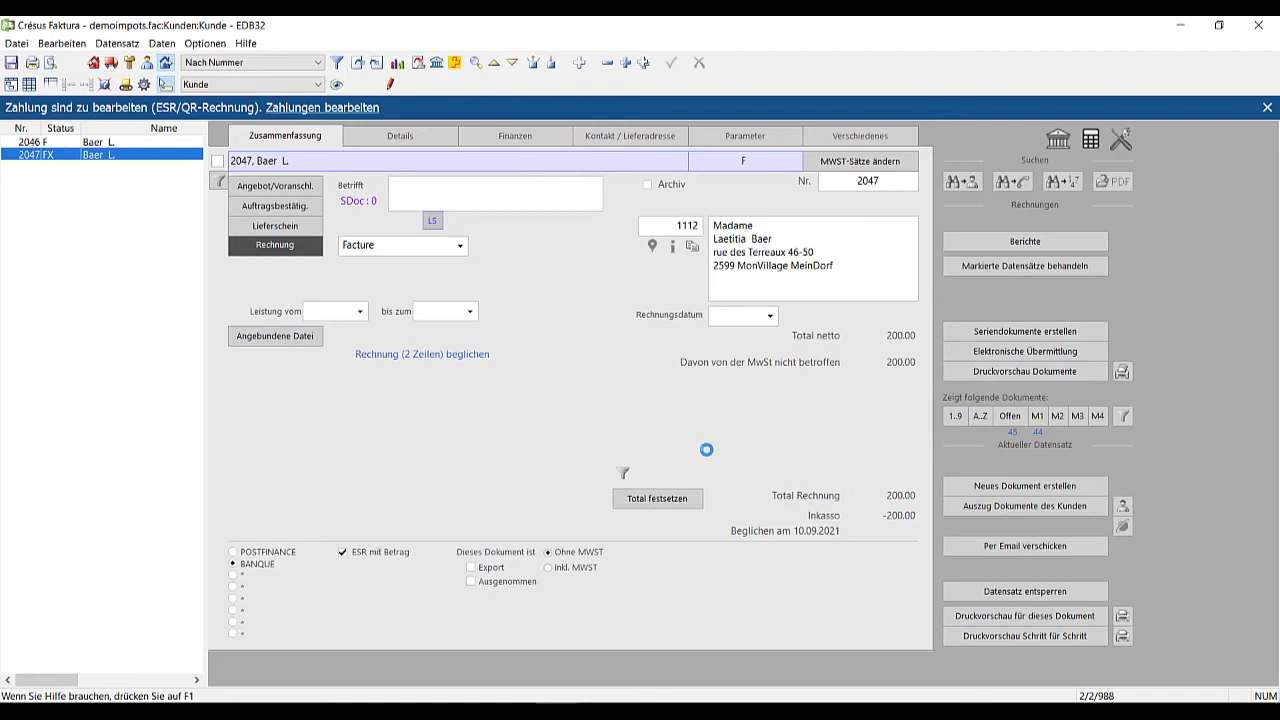 Crésus Faktura - demoimpots.fac:Kunden:Kunde - EDB32
Datei Bearbeiten Datensatz Daten Optionen Hilfe
Nach Nummer
Kunde
Zahlung sind zu bearbeiten (ESR/QR-Rechnung). Zahlungen bearbeiten
Nr. Status Name
2046 F Baer L.
2047 FX Baer L.
Zusammenfassung Details Finanzen Kontakt / Lieferadresse Parameter Verschiedenes
2047, Baer L. F MWST-Sätze ändern
Angebot/Voranschl.
Auftragsbestätig.
Lieferschein
Rechnung
Betrifft
SDoc : 0
LS
Facture
Archiv
Nr. 2047
1112
Madame
Laetitia Baer
rue des Terreaux 46-50
2599 MonVillage MeinDorf
Leistung vom bis zum
Rechnungsdatum
Angebundene Datei
Total netto 200.00
Rechnung (2 Zeilen) beglichen
Davon von der MwSt nicht betroffen 200.00
Total festsetzen
Total Rechnung 200.00
Inkasso -200.00
Beglichen am 10.09.2021
POSTFINANCE
BANQUE
*
*
*
*
*
*
ESR mit Betrag
Dieses Dokument ist Ohne MWST
Export Inkl. MWST
Ausgenommen
Suchen
PDF
Rechnungen
Berichte
Markierte Datensätze behandeln
Seriendokumente erstellen
Elektronische Übermittlung
Druckvorschau Dokumente
Zeigt folgende Dokumente:
1..9 A..Z Offen M1 M2 M3 M4
45 44
Aktueller Datensatz
Neues Dokument erstellen
Auszug Dokumente des Kunden
Per Email verschicken
Datensatz entsperren
Druckvorschau für dieses Dokument
Druckvorschau Schritt für Schritt
Wenn Sie Hilfe brauchen, drücken Sie auf F1
2/2/988
NUM